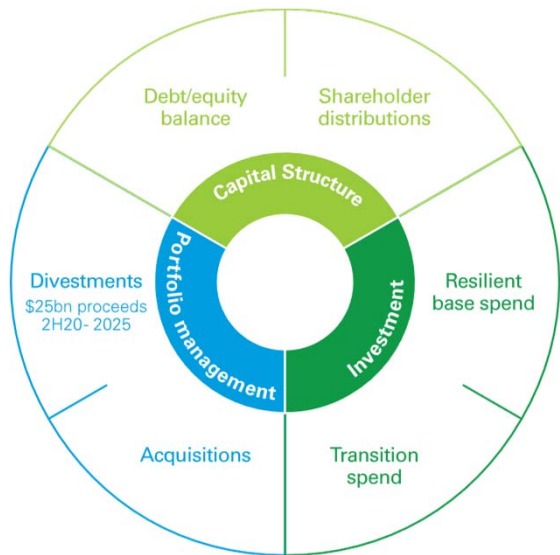 Debt/equity
balance
Shareholder
distributions
Capital Structure
Portfolio management
Investment
Divestments
$25bn proceeds
2H20- 2025
Resilient
base spend
Acquisitions
Transition
spend